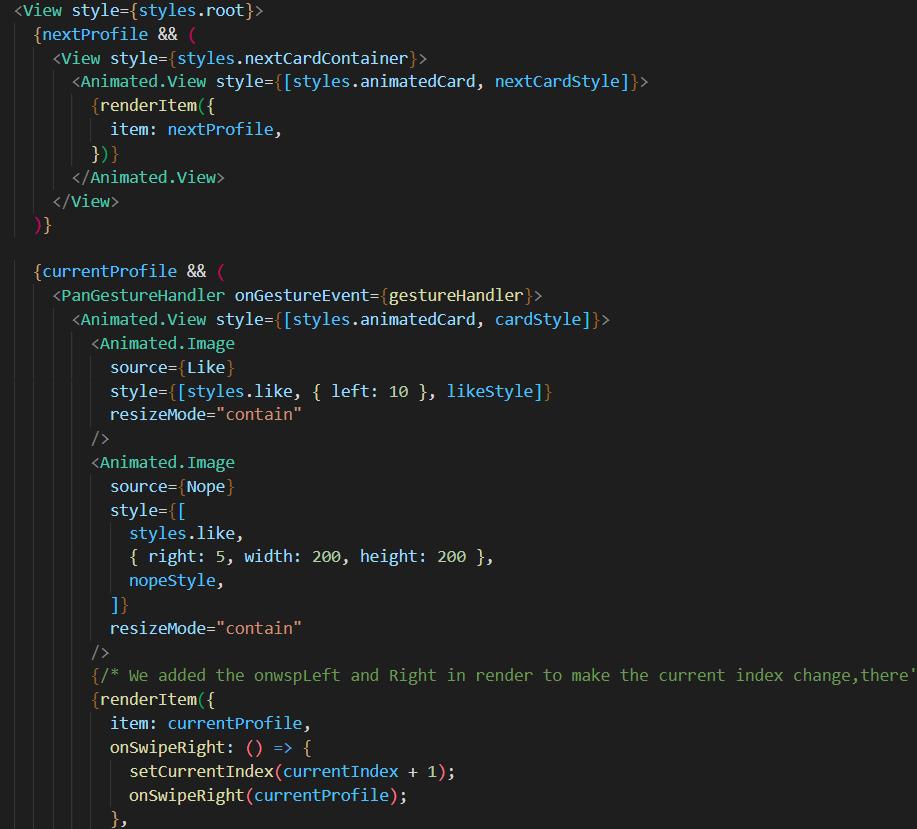 <View style={styles.root}>
{nextProfile && (
<View style={styles.nextCardContainer}>
<Animated.View style={[styles.animatedCard, nextCardStyle]}>
{renderItem({
item: nextProfile,
})}
</Animated.View>
</View>
)}
{currentProfile && (
<PanGestureHandler onGestureEvent={gestureHandler}>
<Animated.View style={[styles.animatedCard, cardStyle]}>
<Animated.Image
source={Like}
style={[styles.like, { left: 10 }, likeStyle]}
resizeMode="contain"
/>
<Animated.Image
source={Nope}
style={[
styles.like,
{ right: 5, width: 200, height: 200 },
nopeStyle,
]}
resizeMode="contain"
/>
{/* We added the onwspLeft and Right in render to make the current index change,there'
{renderItem({
item: currentProfile,
onSwipeRight: () => {
setCurrentIndex(currentIndex + 1);
onSwipeRight(currentProfile);
},